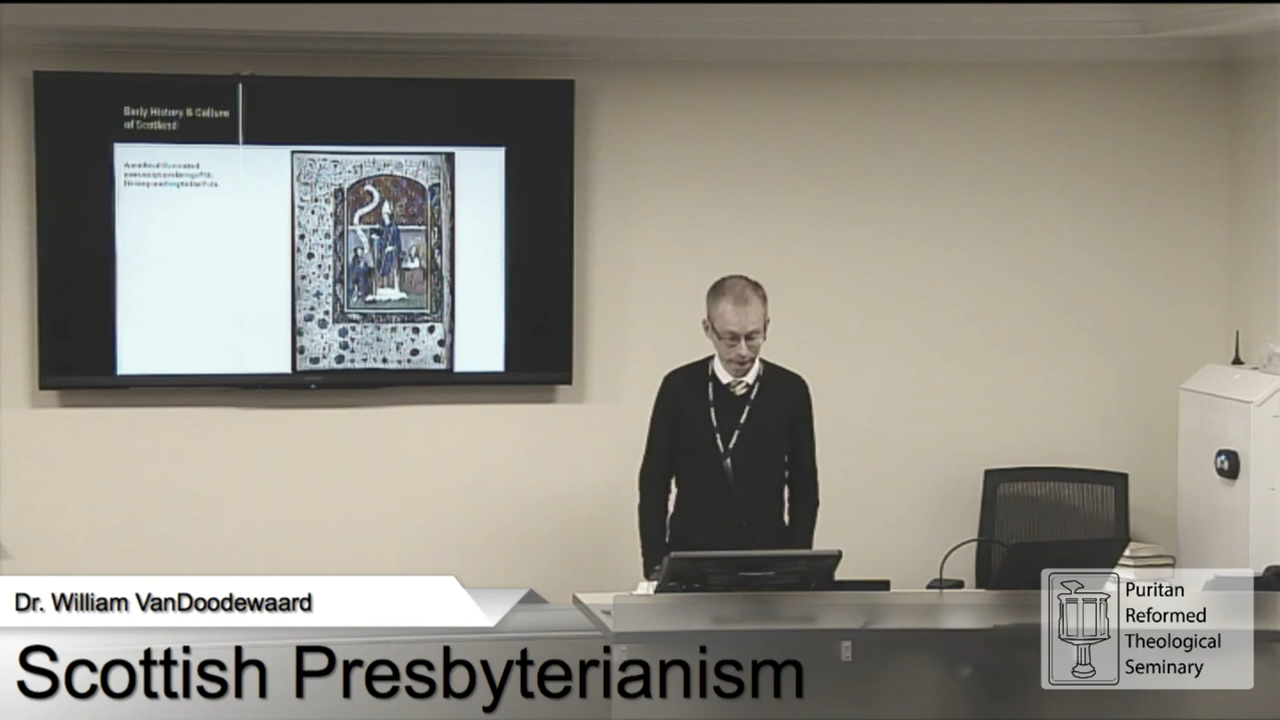 Early History & Culture
of Scotland
Dr. William VanDoodewaard
Scottish Presbyterianism
Puritan
Reformed
Theological
Seminary